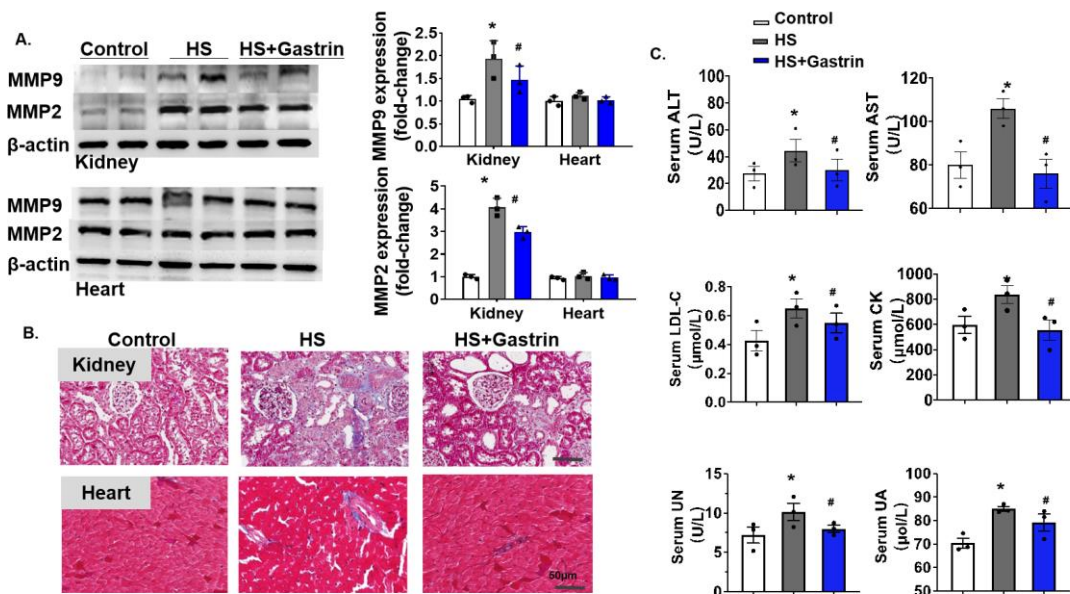 A.
Control HS HS+Gastrin
MMP9
MMP2
β-actin
Kidney
MMP9
MMP2
β-actin
Heart
MMP9 expression
(fold-change)
2.5
2.0
1.5
1.0
0.5
0.0
*
#
Kidney Heart
MMP2 expression
(fold-change)
5
4
3
2
1
0
*
#
Kidney Heart
B.
Control HS HS+Gastrin
Kidney
Heart
50μm
C.
Control
HS
HS+Gastrin
Serum ALT
(U/L)
80
60
40
20
0
*
#
Serum AST
(U/L)
120
100
80
60
*
#
Serum LDL-C
(μmol/L)
0.8
0.6
0.4
0.2
0.0
*
#
Serum CK
(μmol/L)
1000
800
600
400
200
0
*
#
Serum UN
(U/L)
15
10
5
0
*
#
Serum UA
(μol/L)
100
90
80
70
60
50
*
#